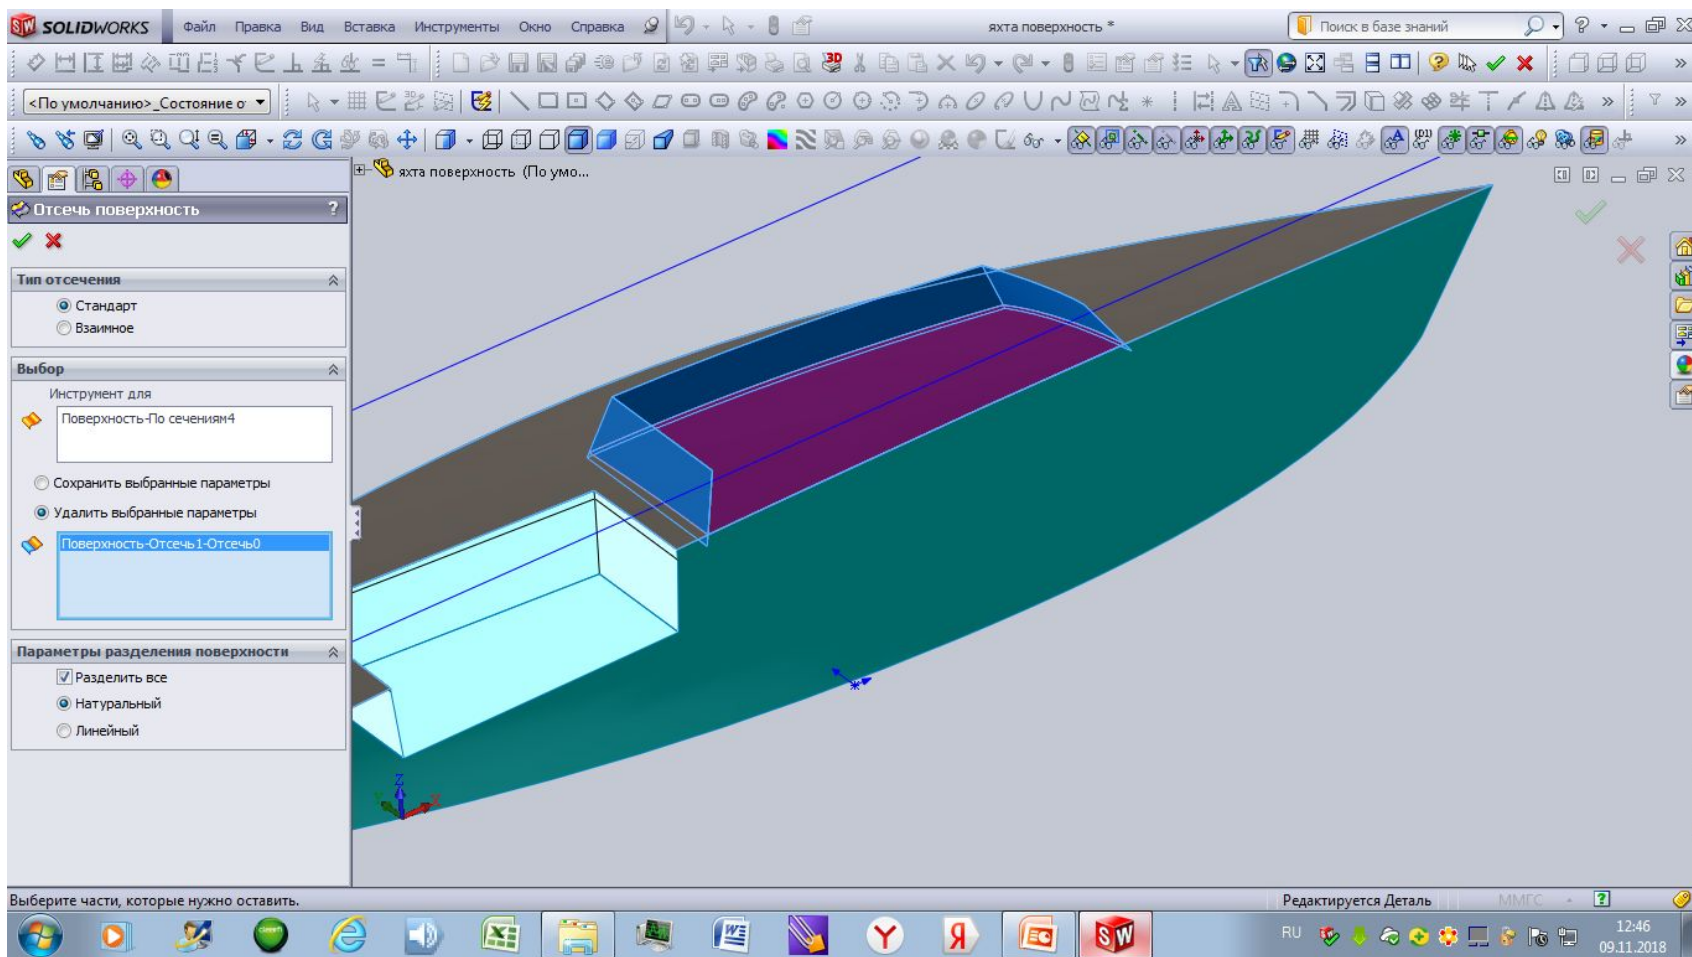 SOLIDWORKS Файл Правка Вид Вставка Инструменты Окно Справка яхта поверхность * Поиск в базе знаний ?
<По умолчанию>_Состояние о
яхта поверхность (По умо...
Отсечь поверхность ?
Тип отсечения
Стандарт
Взаимное
Выбор
Инструмент для
Поверхность-По сечениям4
Сохранить выбранные параметры
Удалить выбранные параметры
Поверхность-Отсечь1-Отсечь0
Параметры разделения поверхности
Разделить все
Натуральный
Линейный
Z
Y X
Выберите части, которые нужно оставить. Редактируется Деталь ММГС
RU 12:46
09.11.2018